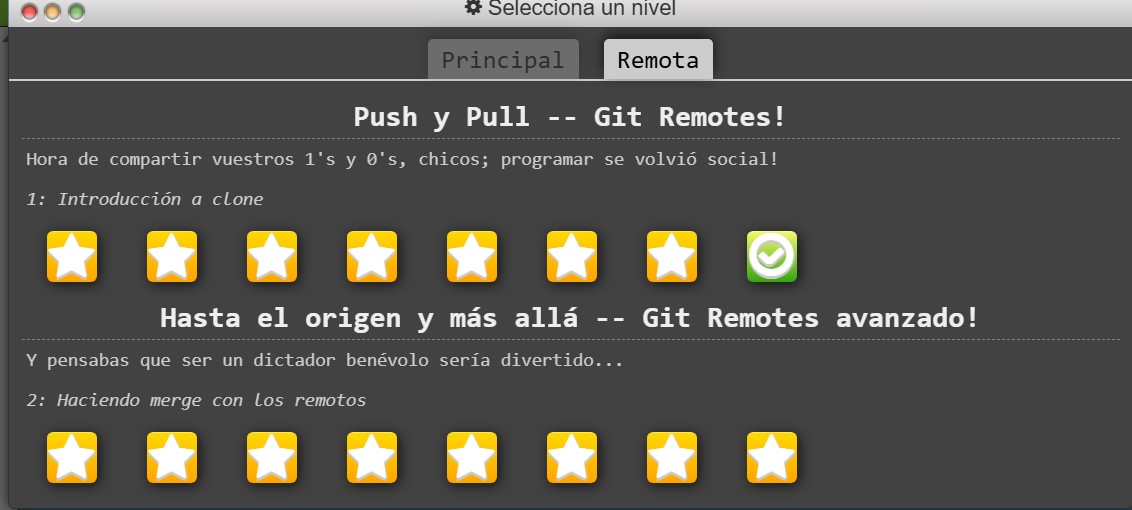 Selecciona un nivel
Principal
Remota
Push y Pull -- Git Remotes!
Hora de compartir vuestros 1's y 0's, chicos; programar se volvió social!
1: Introducción a clone
Hasta el origen y más allá -- Git Remotes avanzado!
Y pensabas que ser un dictador benévolo sería divertido...
2: Haciendo merge con los remotos